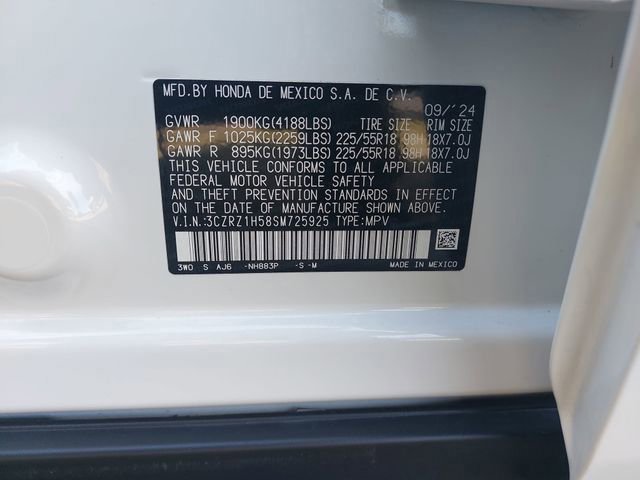 MFD.BY HONDA DE MEXICO S.A. DE C.V.
09/'24
GVWR 1900KG(4188LBS) TIRE SIZE RIM SIZE
GAWR F 1025KG(2259LBS) 225/55R18 98H 18X7.0J
GAWR R 895KG(1973LBS) 225/55R18 98H 18X7.0J
THIS VEHICLE CONFORMS TO ALL APPLICABLE
FEDERAL MOTOR VEHICLE SAFETY
AND THEFT PREVENTION STANDARDS IN EFFECT
ON THE DATE OF MANUFACTURE SHOWN ABOVE.
V.I.N.:3CZRZ1H58SM725925 TYPE:MPV
3W0 S AJ6 -NH883P -S -M MADE IN MEXICO